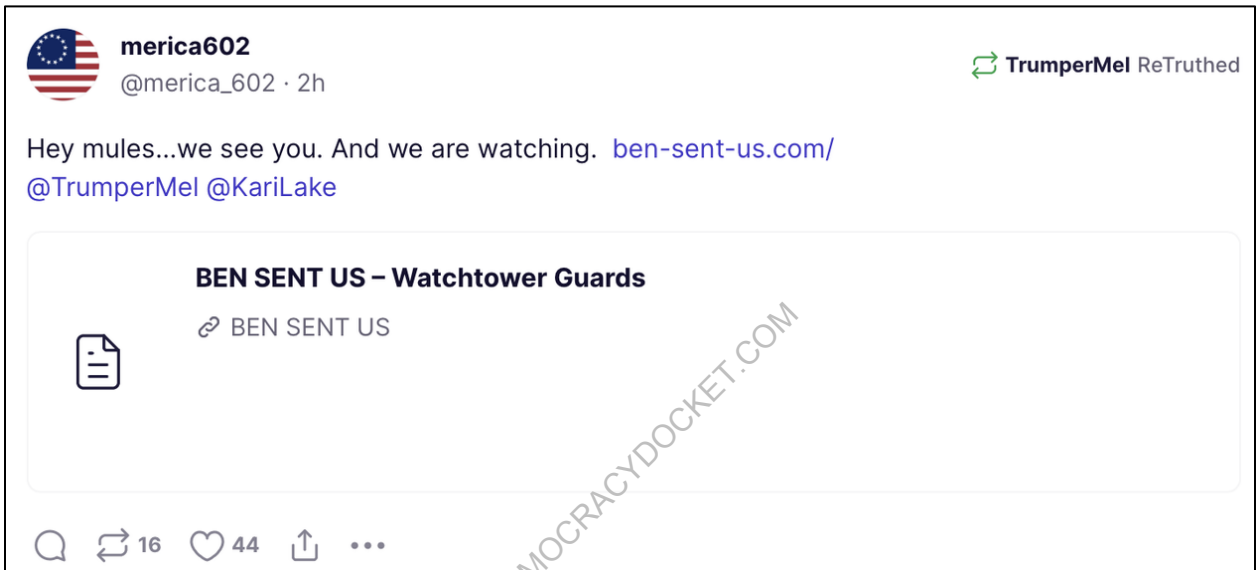 merica602
@merica_602 · 2h
TrumperMel ReTruthed
Hey mules...we see you. And we are watching. ben-sent-us.com/
@TrumperMel @KariLake
BEN SENT US – Watchtower Guards
BEN SENT US
16 44
MOCRACYDOCKET.COM